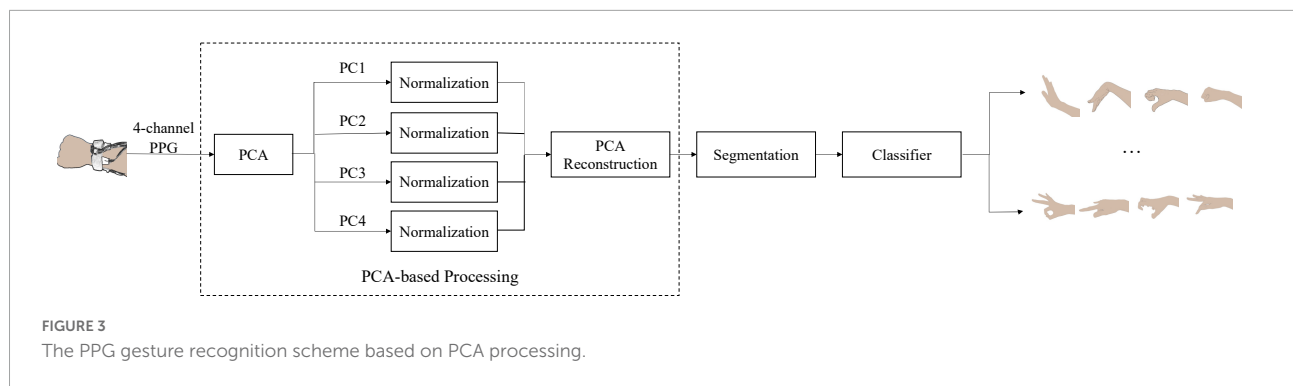 4-channel
PPG
PCA
PC1
Normalization
PC2
Normalization
PC3
Normalization
PC4
Normalization
PCA
Reconstruction
Segmentation
Classifier
...
PCA-based Processing
FIGURE 3
The PPG gesture recognition scheme based on PCA processing.